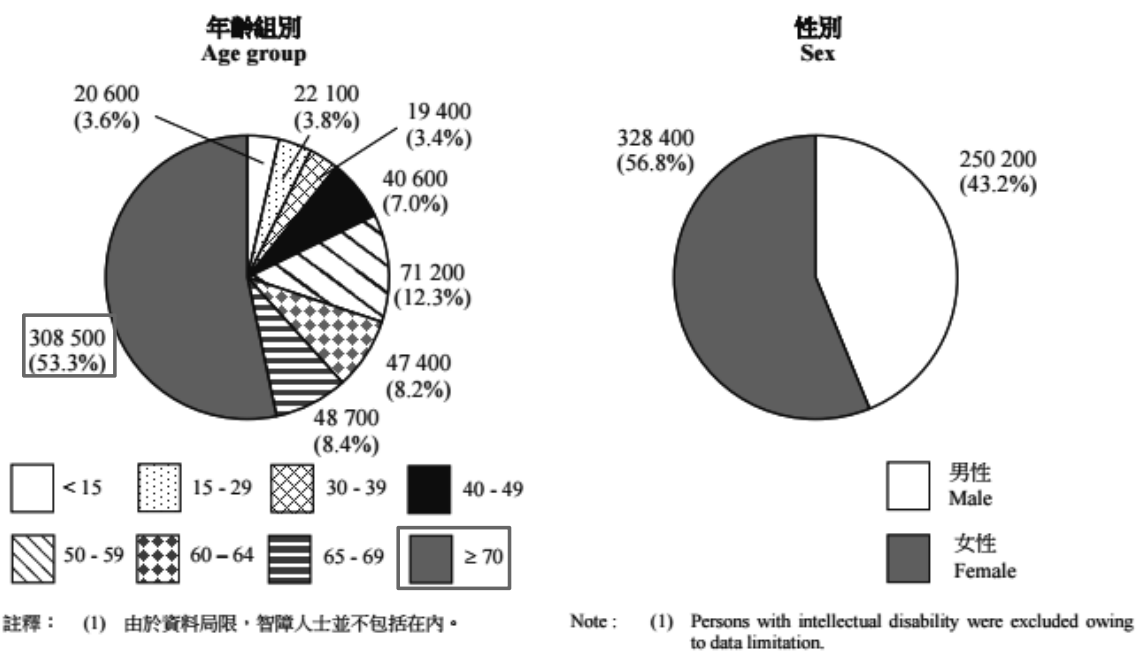 年齡組別
Age group
性別
Sex
20 600
(3.6%)
22 100
(3.8%)
19 400
(3.4%)
40 600
(7.0%)
71 200
(12.3%)
47 400
(8.2%)
48 700
(8.4%)
308 500
(53.3%)
328 400
(56.8%)
250 200
(43.2%)
< 15
15 - 29
30 - 39
40 - 49
50 - 59
60 – 64
65 - 69
≥ 70
男性
Male
女性
Female
註釋： (1) 由於資料局限，智障人士並不包括在內。
Note : (1) Persons with intellectual disability were excluded owing
to data limitation.